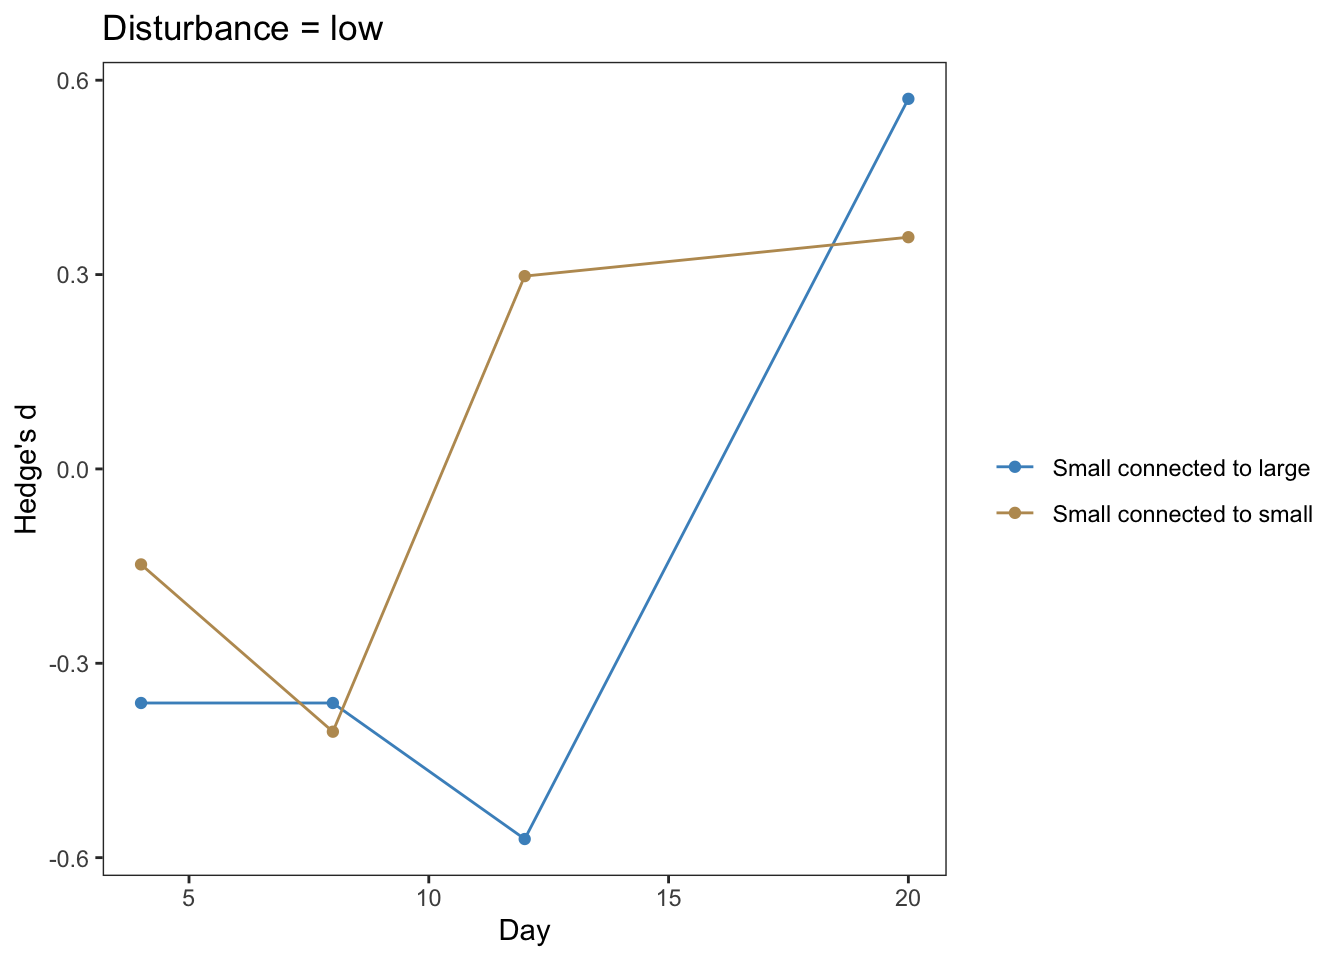 Disturbance = low
0.6
0.3
0.0
-0.3
-0.6
Hedge's d
5 10 15 20
Day
Small connected to large
Small connected to small